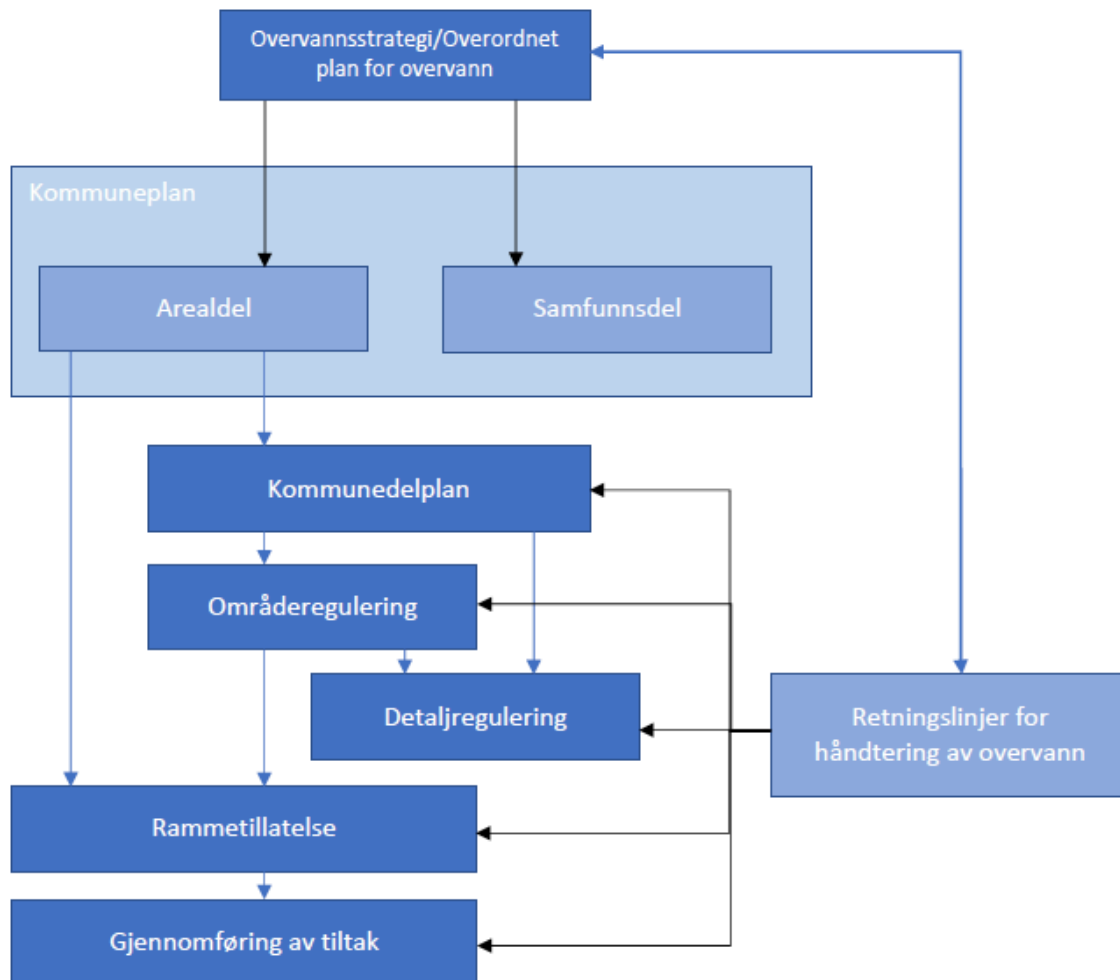 Overvannsstrategi/Overordnet
plan for overvann
Kommuneplan
Arealdel
Samfunnsdel
Kommunedelplan
Områderegulering
Detaljregulering
Retningslinjer for
håndtering av overvann
Rammetillatelse
Gjennomføring av tiltak